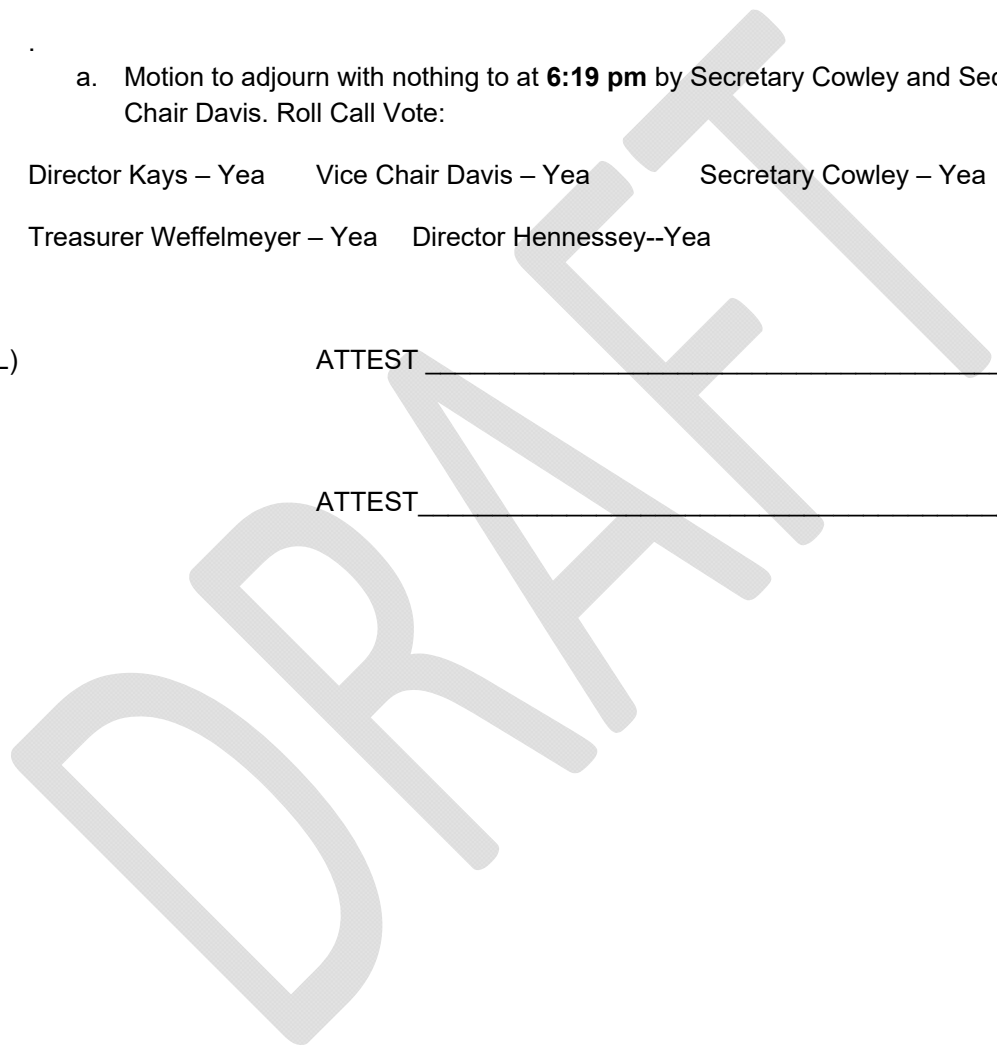 .
a. Motion to adjourn with nothing to at 6:19 pm by Secretary Cowley and Sec
Chair Davis. Roll Call Vote:
Director Kays – Yea Vice Chair Davis – Yea Secretary Cowley – Yea
Treasurer Weffelmeyer – Yea Director Hennessey--Yea
L) ATTEST ________________________________________
ATTEST________________________________________
DRAFT